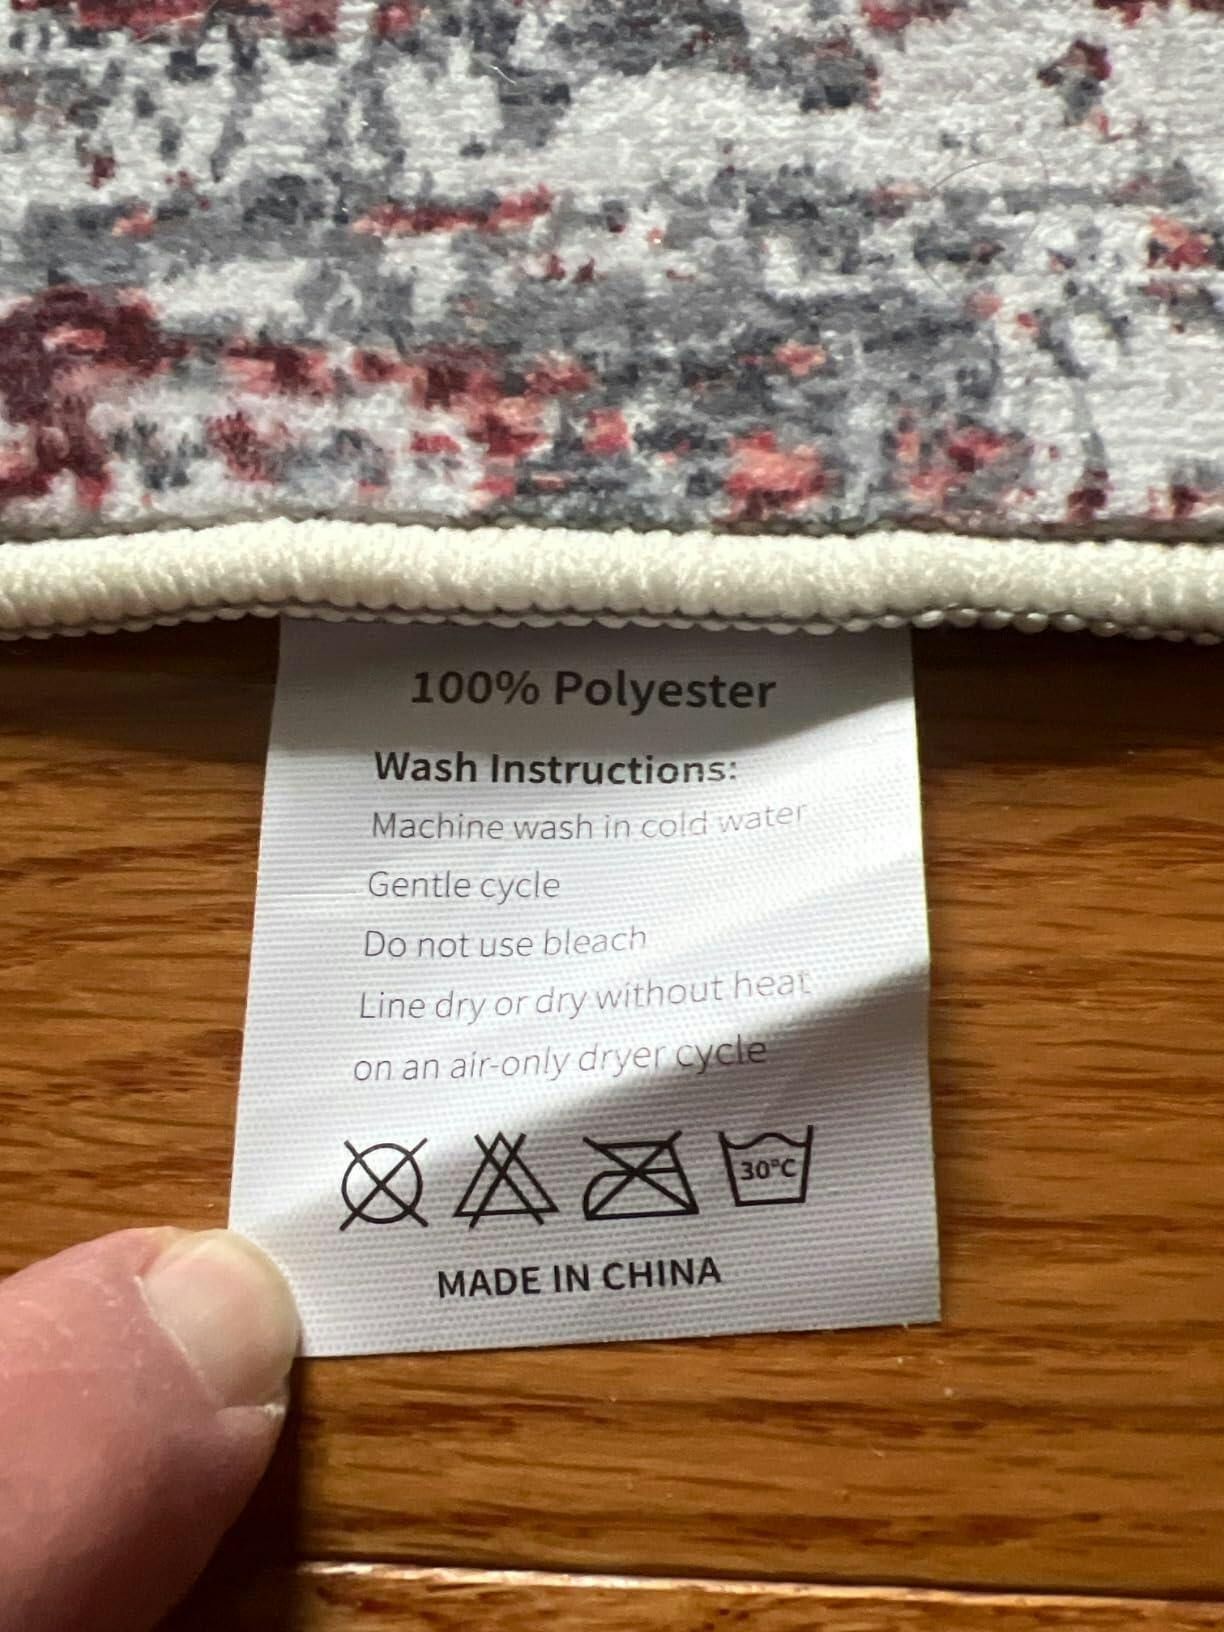 100% Polyester
Wash Instructions:
Machine wash in cold water
Gentle cycle
Do not use bleach
Line dry or dry without heat
on an air-only dryer cycle
30°C
MADE IN CHINA